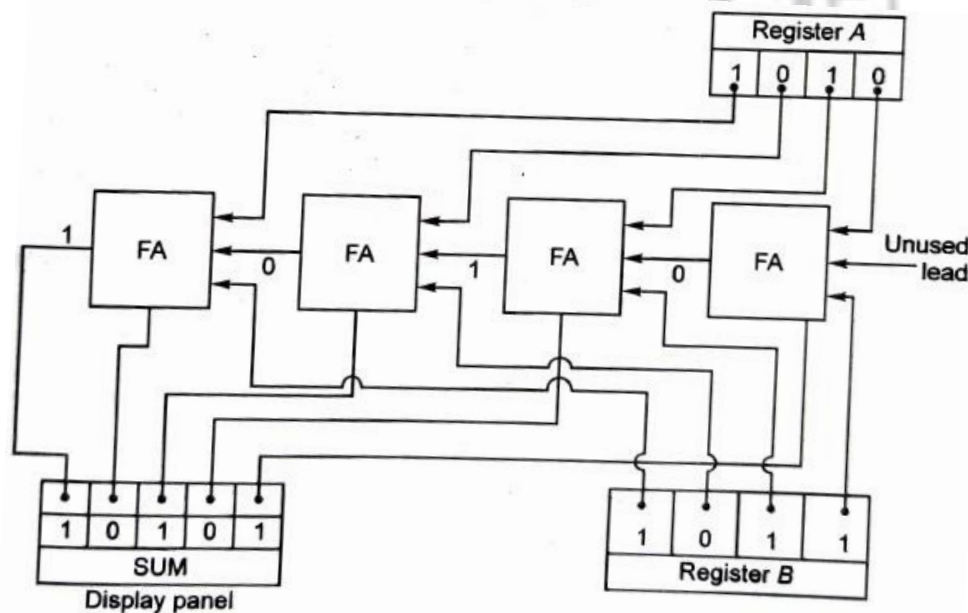 Register A
1 0 1 0
1
FA
0
FA
1
FA
0
FA
Unused
lead
1 0 1 0 1
SUM
Display panel
1 0 1 1
Register B